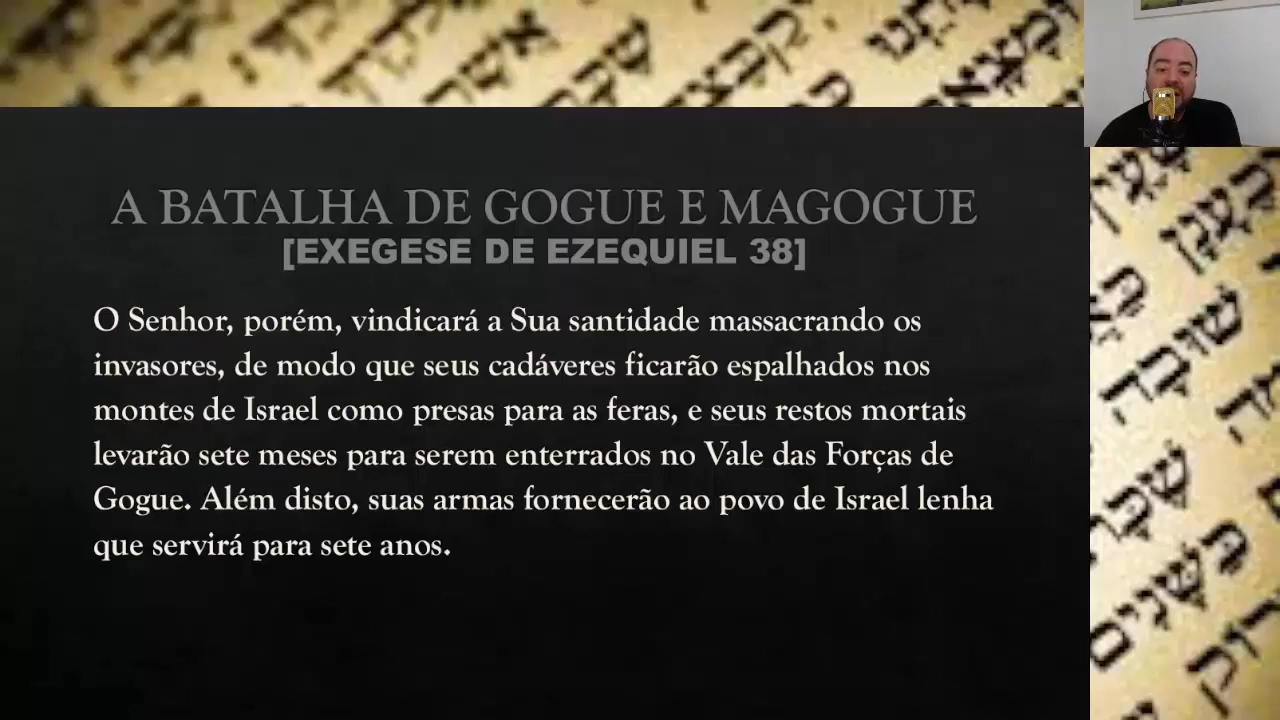 A BATALHA DE GOGUE E MAGOGUE
[EXEGESE DE EZEQUIEL 38]
O Senhor, porém, vindicará a Sua santidade massacrando os
invasores, de modo que seus cadáveres ficarão espalhados nos
montes de Israel como presas para as feras, e seus restos mortais
levarão sete meses para serem enterrados no Vale das Forças de
Gogue. Além disto, suas armas fornecerão ao povo de Israel lenha
que servirá para sete anos.